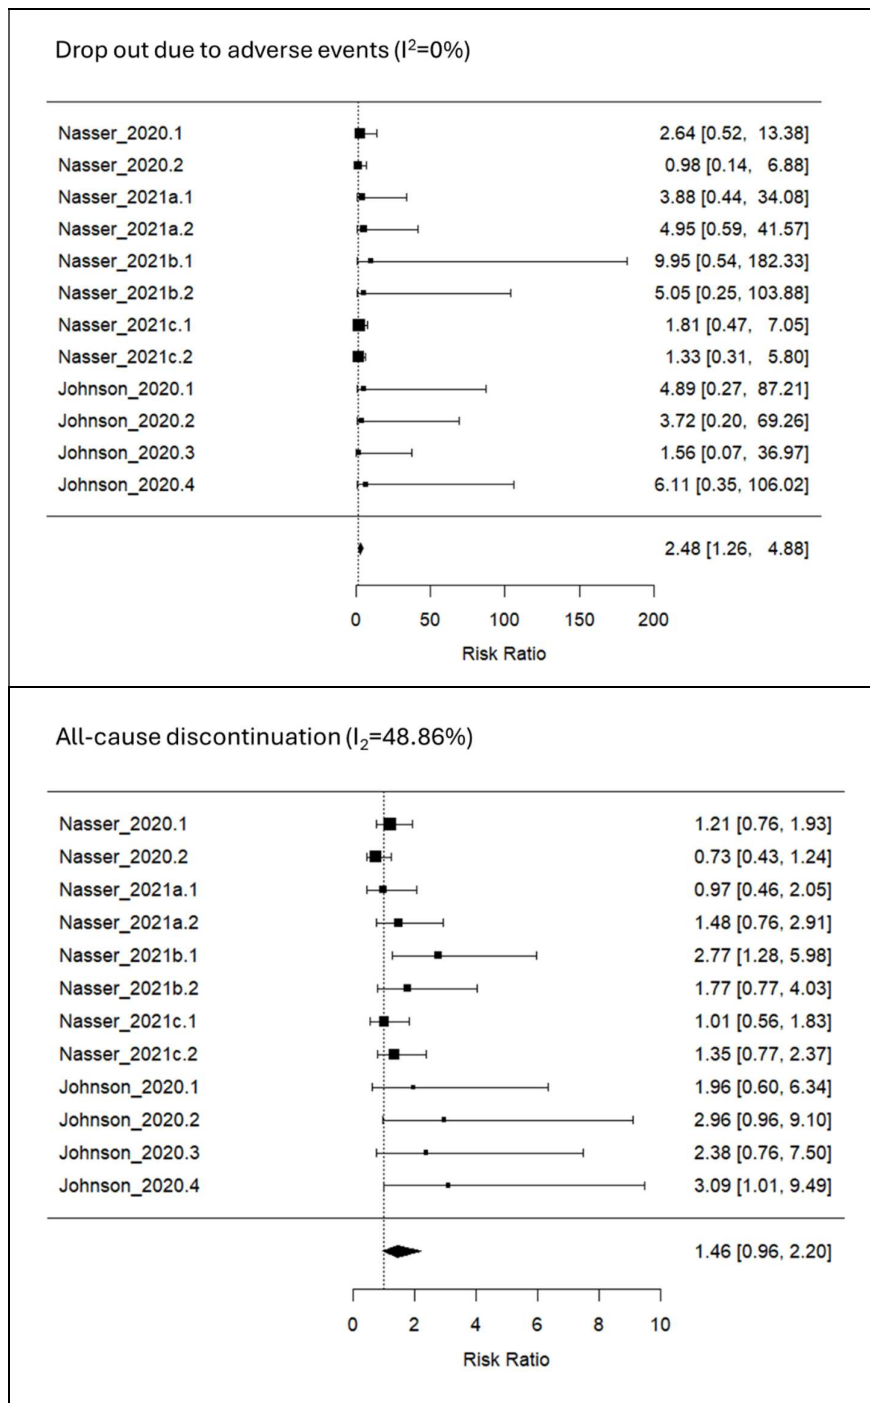 Drop out due to adverse events (I²=0%)
Nasser_2020.1 2.64 [0.52, 13.38]
Nasser_2020.2 0.98 [0.14, 6.88]
Nasser_2021a.1 3.88 [0.44, 34.08]
Nasser_2021a.2 4.95 [0.59, 41.57]
Nasser_2021b.1 9.95 [0.54, 182.33]
Nasser_2021b.2 5.05 [0.25, 103.88]
Nasser_2021c.1 1.81 [0.47, 7.05]
Nasser_2021c.2 1.33 [0.31, 5.80]
Johnson_2020.1 4.89 [0.27, 87.21]
Johnson_2020.2 3.72 [0.20, 69.26]
Johnson_2020.3 1.56 [0.07, 36.97]
Johnson_2020.4 6.11 [0.35, 106.02]
2.48 [1.26, 4.88]
0 50 100 150 200
Risk Ratio
All-cause discontinuation (I₂=48.86%)
Nasser_2020.1 1.21 [0.76, 1.93]
Nasser_2020.2 0.73 [0.43, 1.24]
Nasser_2021a.1 0.97 [0.46, 2.05]
Nasser_2021a.2 1.48 [0.76, 2.91]
Nasser_2021b.1 2.77 [1.28, 5.98]
Nasser_2021b.2 1.77 [0.77, 4.03]
Nasser_2021c.1 1.01 [0.56, 1.83]
Nasser_2021c.2 1.35 [0.77, 2.37]
Johnson_2020.1 1.96 [0.60, 6.34]
Johnson_2020.2 2.96 [0.96, 9.10]
Johnson_2020.3 2.38 [0.76, 7.50]
Johnson_2020.4 3.09 [1.01, 9.49]
1.46 [0.96, 2.20]
0 2 4 6 8 10
Risk Ratio